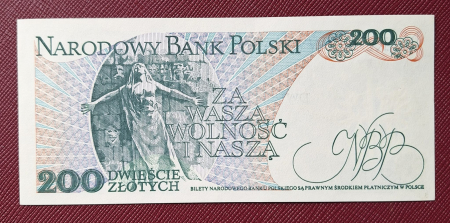 NARODOWY BANK POLSKI
200
ZA
WASZĄ
WOLNOŚĆ
I NASZĄ
NBP
200
DWIEŚCIE
ZŁOTYCH
BILETY NARODOWEGO BANKU POLSKIEGO SĄ PRAWNYM ŚRODKIEM PŁATNICZYM W POLSCE